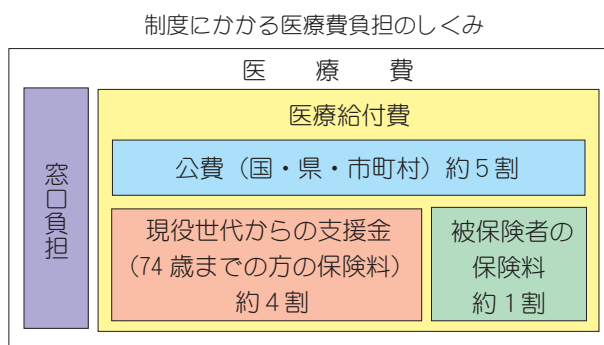 制度にかかる医療費負担のしくみ
医療費
窓口負担
医療給付費
公費（国・県・市町村）約５割
現役世代からの支援金
（74歳までの方の保険料）
約４割
被保険者の
保険料
約１割